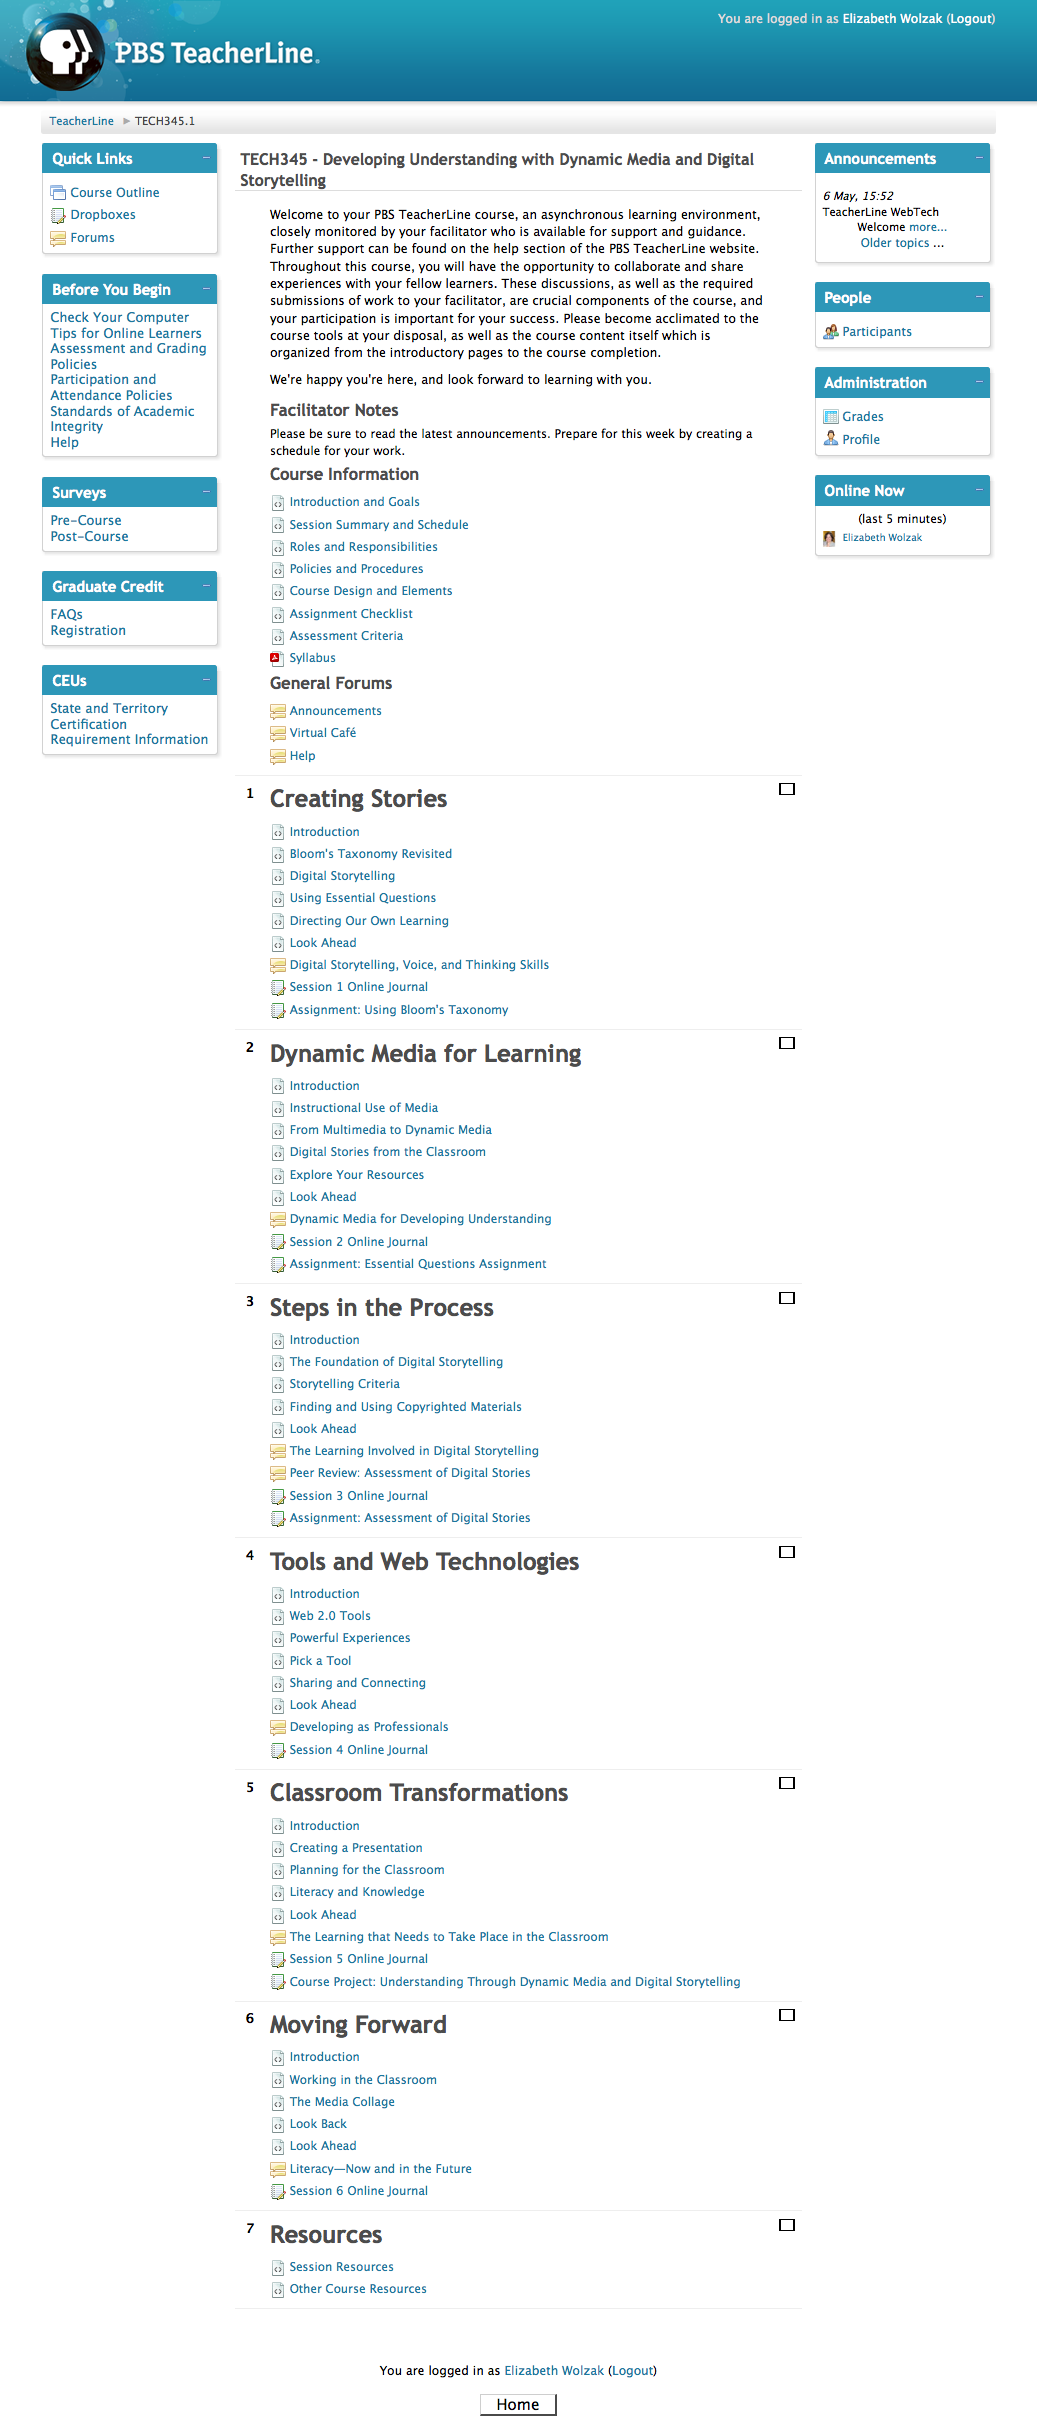 You are logged in as Elizabeth Wolzak (Logout)
PBS TeacherLine.
TeacherLine ► TECH345.1
Quick Links
Course Outline
Dropboxes
Forums
Before You Begin
Check Your Computer
Tips for Online Learners
Assessment and Grading
Policies
Participation and
Attendance Policies
Standards of Academic
Integrity
Help
Surveys
Pre-Course
Post-Course
Graduate Credit
FAQs
Registration
CEUs
State and Territory
Certification
Requirement Information
TECH345 - Developing Understanding with Dynamic Media and Digital
Storytelling
Welcome to your PBS TeacherLine course, an asynchronous learning environment,
closely monitored by your facilitator who is available for support and guidance.
Further support can be found on the help section of the PBS TeacherLine website.
Throughout this course, you will have the opportunity to collaborate and share
experiences with your fellow learners. These discussions, as well as the required
submissions of work to your facilitator, are crucial components of the course, and
your participation is important for your success. Please become acclimated to the
course tools at your disposal, as well as the course content itself which is
organized from the introductory pages to the course completion.
We're happy you're here, and look forward to learning with you.
Facilitator Notes
Please be sure to read the latest announcements. Prepare for this week by creating a
schedule for your work.
Course Information
Introduction and Goals
Session Summary and Schedule
Roles and Responsibilities
Policies and Procedures
Course Design and Elements
Assignment Checklist
Assessment Criteria
Syllabus
General Forums
Announcements
Virtual Café
Help
1 Creating Stories
Introduction
Bloom's Taxonomy Revisited
Digital Storytelling
Using Essential Questions
Directing Our Own Learning
Look Ahead
Digital Storytelling, Voice, and Thinking Skills
Session 1 Online Journal
Assignment: Using Bloom's Taxonomy
2 Dynamic Media for Learning
Introduction
Instructional Use of Media
From Multimedia to Dynamic Media
Digital Stories from the Classroom
Explore Your Resources
Look Ahead
Dynamic Media for Developing Understanding
Session 2 Online Journal
Assignment: Essential Questions Assignment
3 Steps in the Process
Introduction
The Foundation of Digital Storytelling
Storytelling Criteria
Finding and Using Copyrighted Materials
Look Ahead
The Learning Involved in Digital Storytelling
Peer Review: Assessment of Digital Stories
Session 3 Online Journal
Assignment: Assessment of Digital Stories
4 Tools and Web Technologies
Introduction
Web 2.0 Tools
Powerful Experiences
Pick a Tool
Sharing and Connecting
Look Ahead
Developing as Professionals
Session 4 Online Journal
5 Classroom Transformations
Introduction
Creating a Presentation
Planning for the Classroom
Literacy and Knowledge
Look Ahead
The Learning that Needs to Take Place in the Classroom
Session 5 Online Journal
Course Project: Understanding Through Dynamic Media and Digital Storytelling
6 Moving Forward
Introduction
Working in the Classroom
The Media Collage
Look Back
Look Ahead
Literacy—Now and in the Future
Session 6 Online Journal
7 Resources
Session Resources
Other Course Resources
Announcements
6 May, 15:52
TeacherLine WebTech
Welcome more...
Older topics ...
People
Participants
Administration
Grades
Profile
Online Now
(last 5 minutes)
Elizabeth Wolzak
You are logged in as Elizabeth Wolzak (Logout)
Home